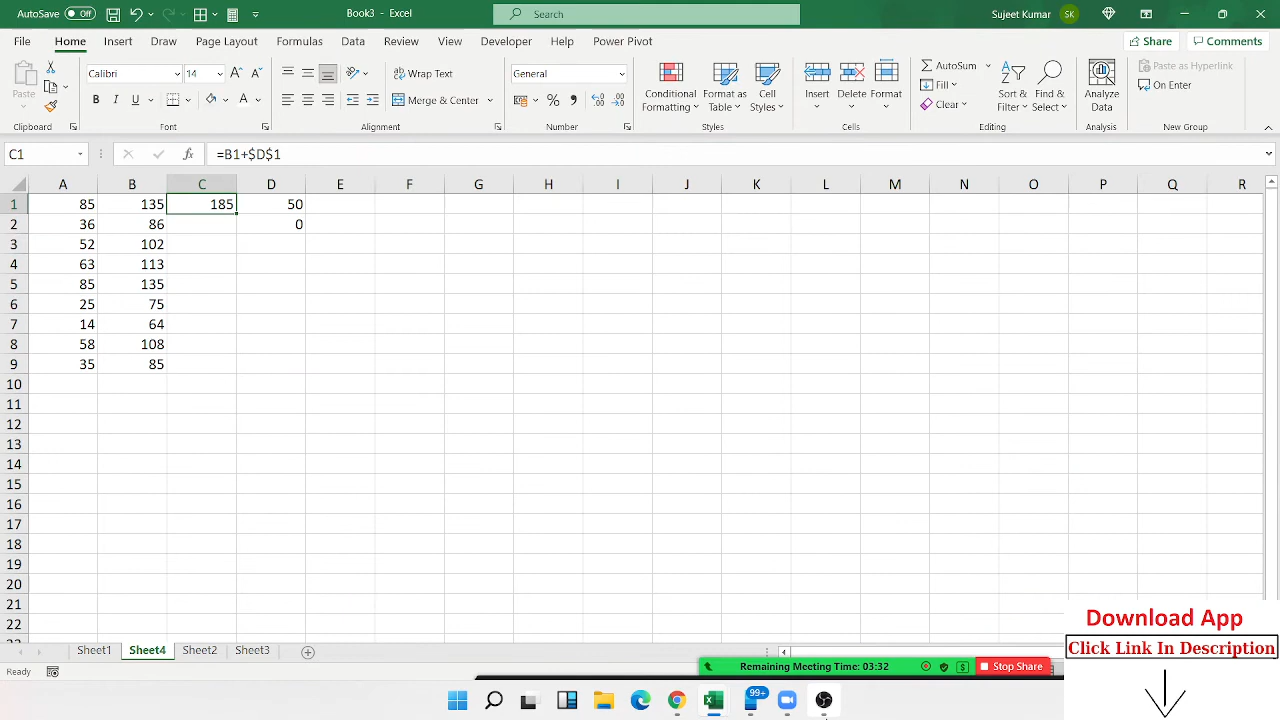 AutoSave Off Book3 - Excel Search Sujeet Kumar SK
File Home Insert Draw Page Layout Formulas Data Review View Developer Help Power Pivot Share Comments
Paste Calibri 14 Wrap Text General Conditional Formatting Format as Table Cell Styles Insert Delete Format AutoSum Fill Clear Sort & Filter Find & Select Analyze Data Paste as Hyperlink On Enter
B I U A Merge & Center % 9
Clipboard Font Alignment Number Styles Cells Editing Analysis New Group
C1 fx =B1+$D$1
A B C D E F G H I J K L M N O P Q R
1 85 135 185 50
2 36 86 0
3 52 102
4 63 113
5 85 135
6 25 75
7 14 64
8 58 108
9 35 85
10
11
12
13
14
15
16
17
18
19
20
21
22
Download App
Click Link In Description
Sheet1 Sheet4 Sheet2 Sheet3
Ready
Remaining Meeting Time: 03:32 Stop Share
99+